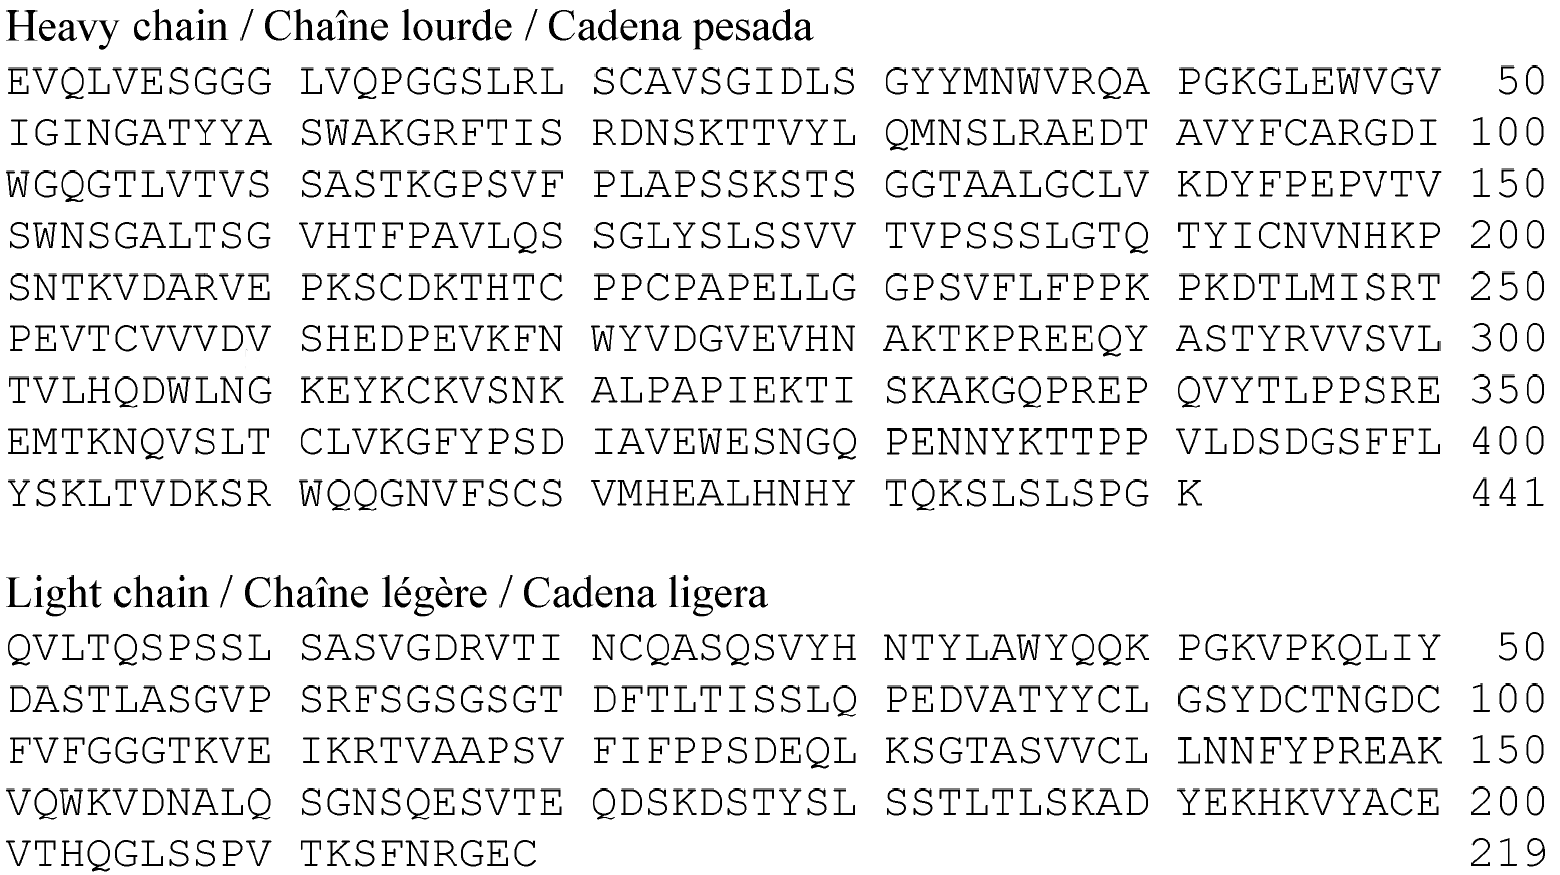 Heavy chain / Chaîne lourde / Cadena pesada
EVQLVESGGG LVQPGGSLRL SCAVSGIDLS GYYMNWVRQA PGKGLEWVGV 50
IGINGATYYA SWAKGRFTIS RDNSKTTVYL QMNSLRAEDT AVYFCARGDI 100
WGQGTLVTVS SASTKGPSVF PLAPSSKSTS GGTAALGCLV KDYFPEPVTV 150
SWNSGALTSG VHTFPAVLQS SGLYSLSSVV TVPSSSLGTQ TYICNVNHKP 200
SNTKVDARVE PKSCDKTHTC PPCPAPELLG GPSVFLFPPK PKDTLMISRT 250
PEVTCVVVDV SHEDPEVKFN WYVDGVEVHN AKTKPREEQY ASTYRVVSVL 300
TVLHQDWLNG KEYKCKVSNK ALPAPIEKTI SKAKGQPREP QVYTLPPSRE 350
EMTKNQVSLT CLVKGFYPSD IAVEWESNGQ PENNYKTTPP VLDSDGSFFL 400
YSKLTVDKSR WQQGNVFSCS VMHEALHNHY TQKSLSLSPG K 441
Light chain / Chaîne légère / Cadena ligera
QVLTQSPSSL SASVGDRVTI NCQASQSVYH NTYLAWYQQK PGKVPKQLIY 50
DASTLASGVP SRFSGSGSGT DFTLTISSLQ PEDVATYYCL GSYDCTNGDC 100
FVFGGGTKVE IKRTVAAPSV FIFPPSDEQL KSGTASVVCL LNNFYPREAK 150
VQWKVDNALQ SGNSQESVTE QDSKDSTYSL SSTLTLSKAD YEKHKVYACE 200
VTHQGLSSPV TKSFNRGEC 219